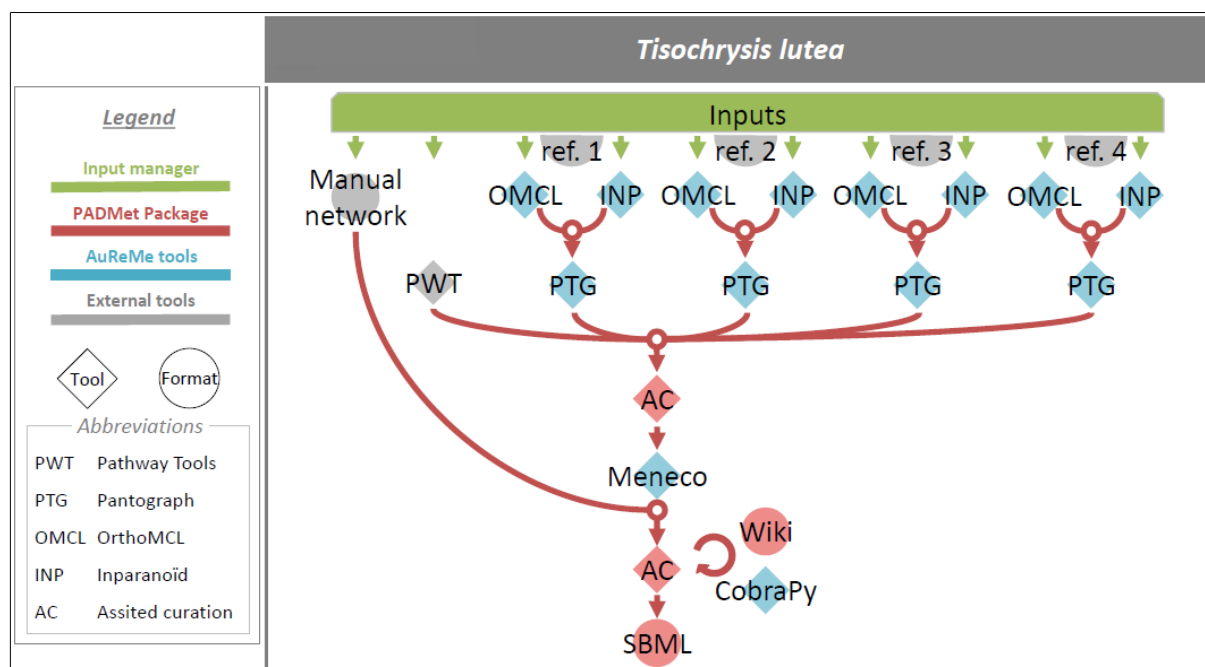 Tisochrysis lutea
Legend
Input manager
PADMet Package
AuReMe tools
External tools
Tool
Format
Abbreviations
PWT Pathway Tools
PTG Pantograph
OMCL OrthoMCL
INP Inparanoïd
AC Assited curation
Inputs
ref. 1
ref. 2
ref. 3
ref. 4
Manual
network
OMCL
INP
OMCL
INP
OMCL
INP
OMCL
INP
PWT
PTG
PTG
PTG
PTG
AC
Meneco
Wiki
AC
CobraPy
SBML